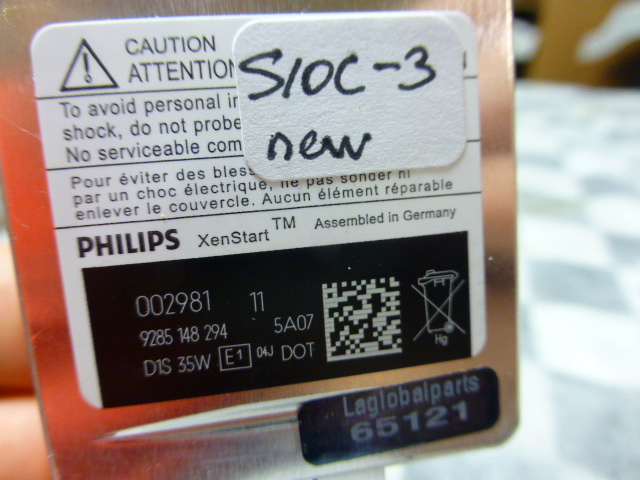 CAUTION
ATTENTION
S10C-3
new
To avoid personal
shock, do not probe
No serviceable com
Pour éviter des bless
par un choc électrique, ne pas sonder ni
enlever le couvercle. Aucun élément réparable
PHILIPS XenStart™ Assembled in Germany
002981 11
9285 148 294 5A07
D1S 35W E1 04J DOT
Hg
Laglobalparts
65121